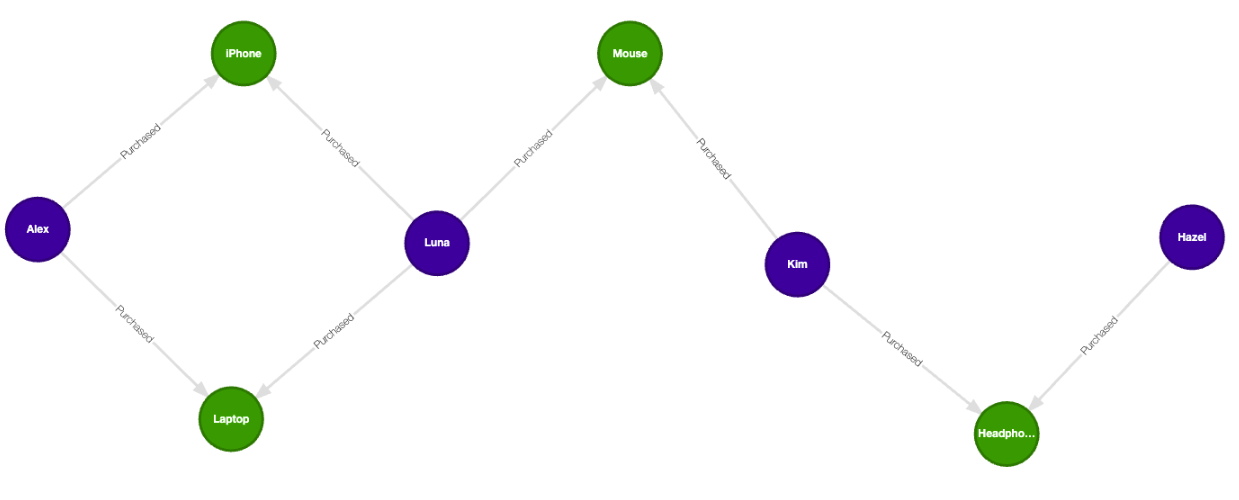 iPhone
Mouse
Purchased
Purchased
Purchased
Purchased
Alex
Luna
Kim
Hazel
Purchased
Purchased
Purchased
Purchased
Laptop
Headpho...